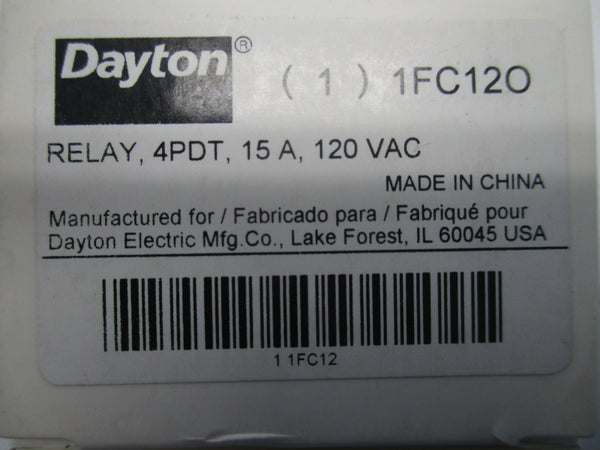 Dayton®
( 1 ) 1FC12O
RELAY, 4PDT, 15 A, 120 VAC
MADE IN CHINA
Manufactured for / Fabricado para / Fabriqué pour
Dayton Electric Mfg.Co., Lake Forest, IL 60045 USA
1 1FC12